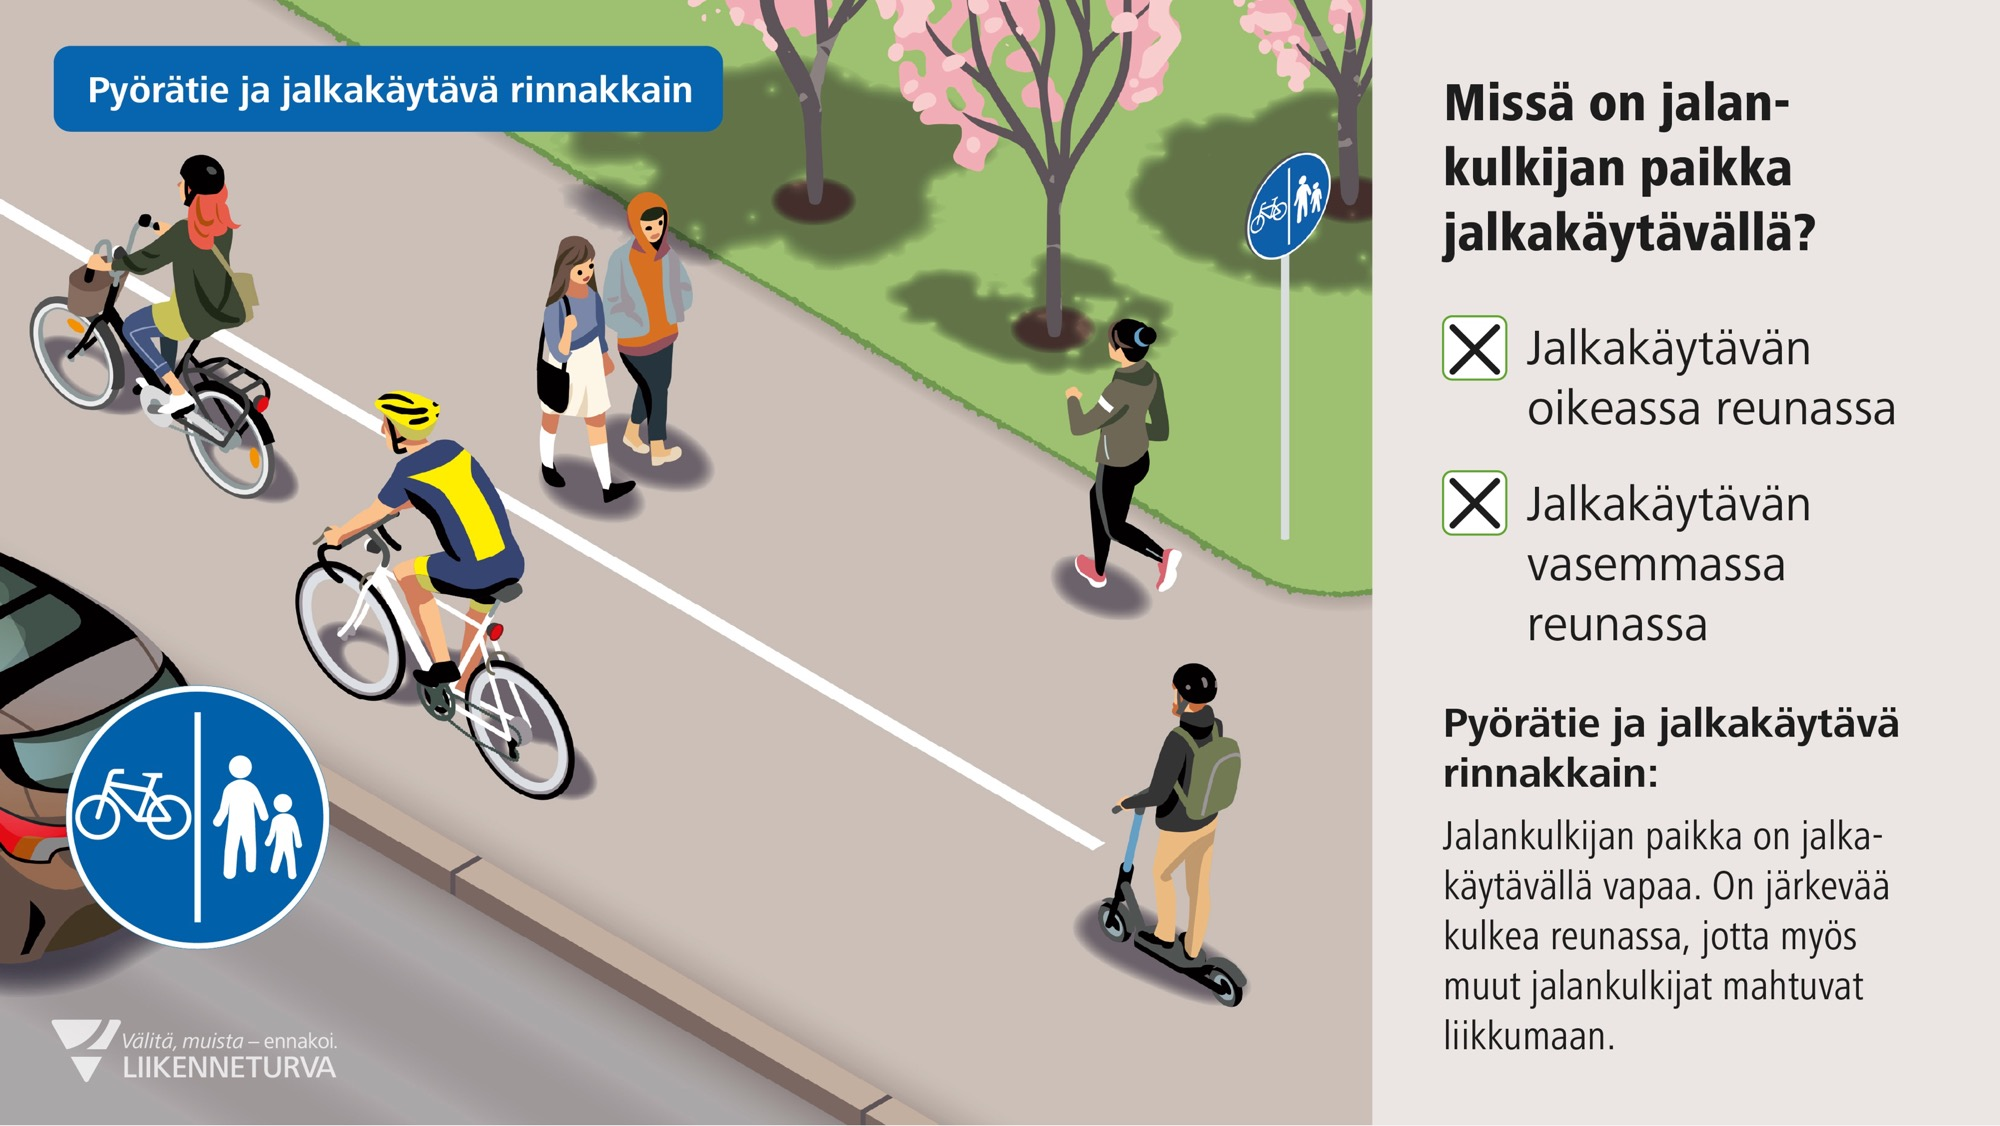 Pyörätie ja jalkakäytävä rinnakkain
Missä on jalan-
kulkijan paikka
jalkakäytävällä?
Jalkakäytävän
oikeassa reunassa
Jalkakäytävän
vasemmassa
reunassa
Pyörätie ja jalkakäytävä
rinnakkain:
Jalankulkijan paikka on jalka-
käytävällä vapaa. On järkevää
kulkea reunassa, jotta myös
muut jalankulkijat mahtuvat
liikkumaan.
Välitä, muista – ennakoi.
LIIKENNETURVA